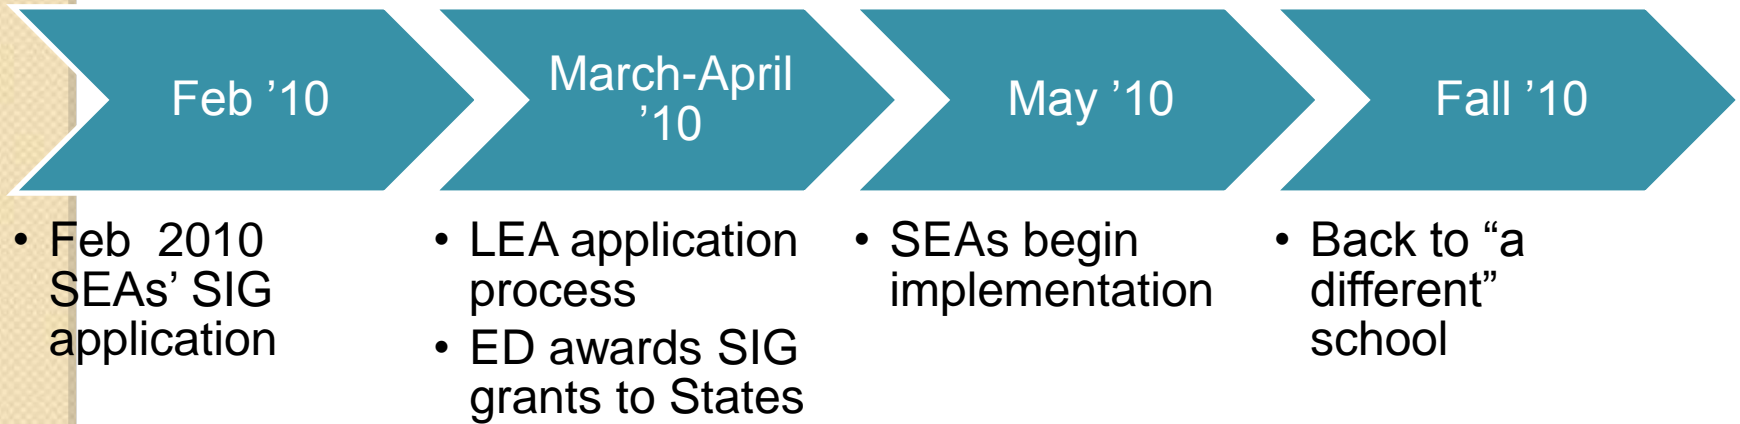 Feb ’10
March-April
’10
May ’10
Fall ’10
• Feb  2010
SEAs’ SIG
application
• LEA application
process
• ED awards SIG
grants to States
• SEAs begin
implementation
• Back to “a
different”
school